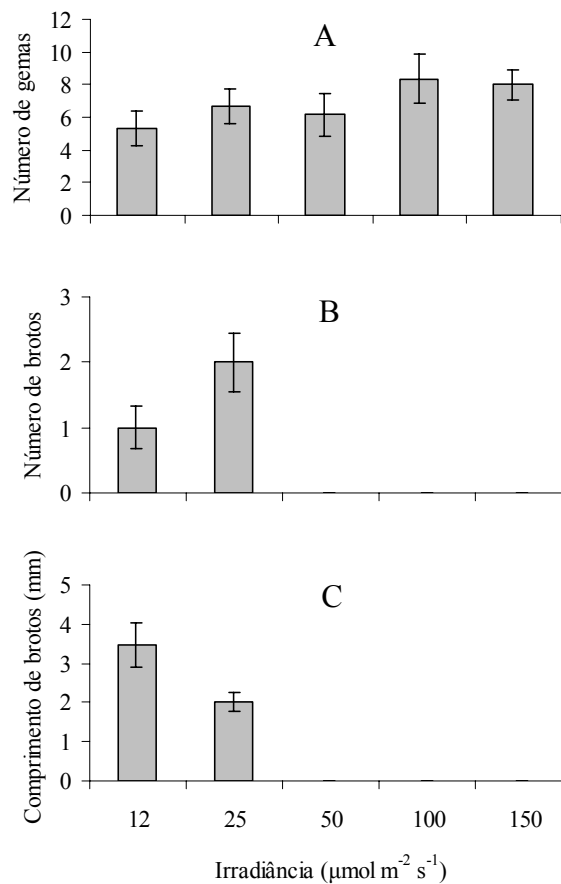 A
Número de gemas
12
10
8
6
4
2
0
B
Número de brotos
3
2
1
0
C
Comprimento de brotos (mm)
5
4
3
2
1
0
12 25 50 100 150
Irradiância (μmol m⁻² s⁻¹)